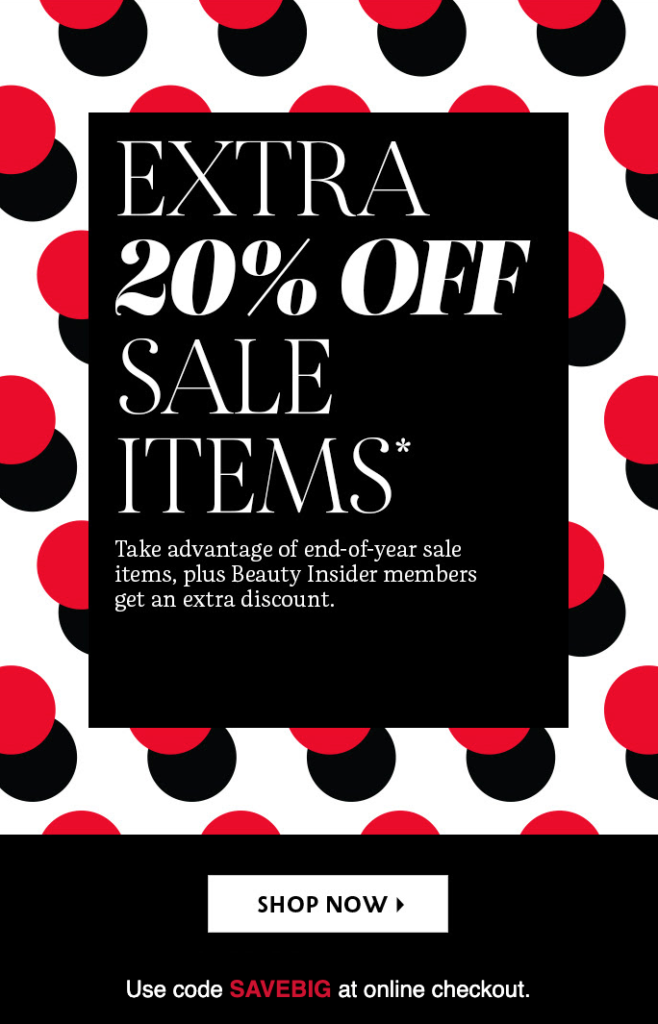 EXTRA
20% OFF
SALE
ITEMS*
Take advantage of end-of-year sale
items, plus Beauty Insider members
get an extra discount.
SHOP NOW
Use code SAVEBIG at online checkout.